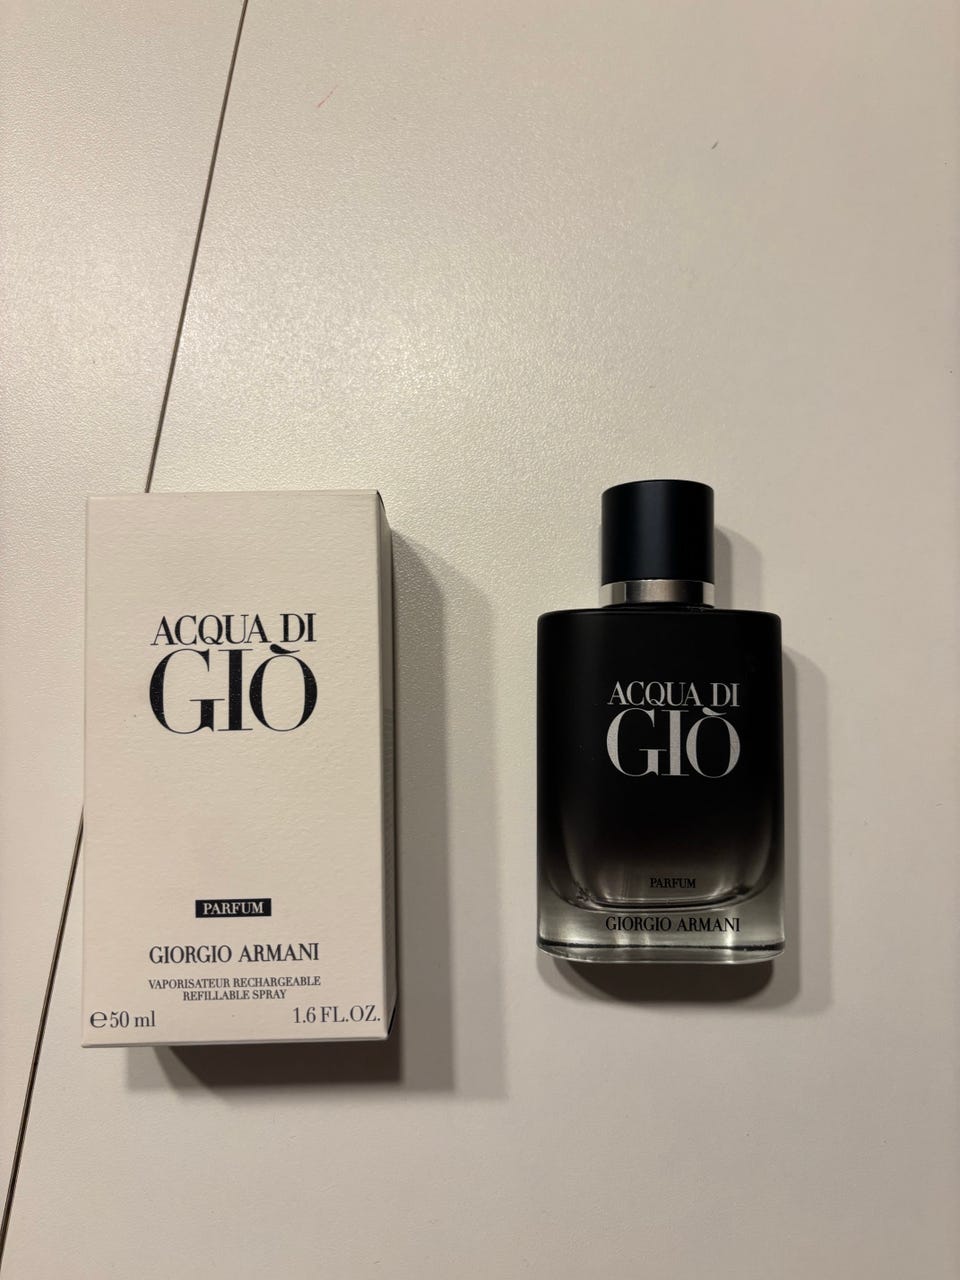 ACQUA DI
GIÒ
PARFUM
GIORGIO ARMANI
VAPORISATEUR RECHARGEABLE
REFILLABLE SPRAY
℮50 ml 1.6 FL.OZ.
ACQUA DI
GIÒ
PARFUM
GIORGIO ARMANI